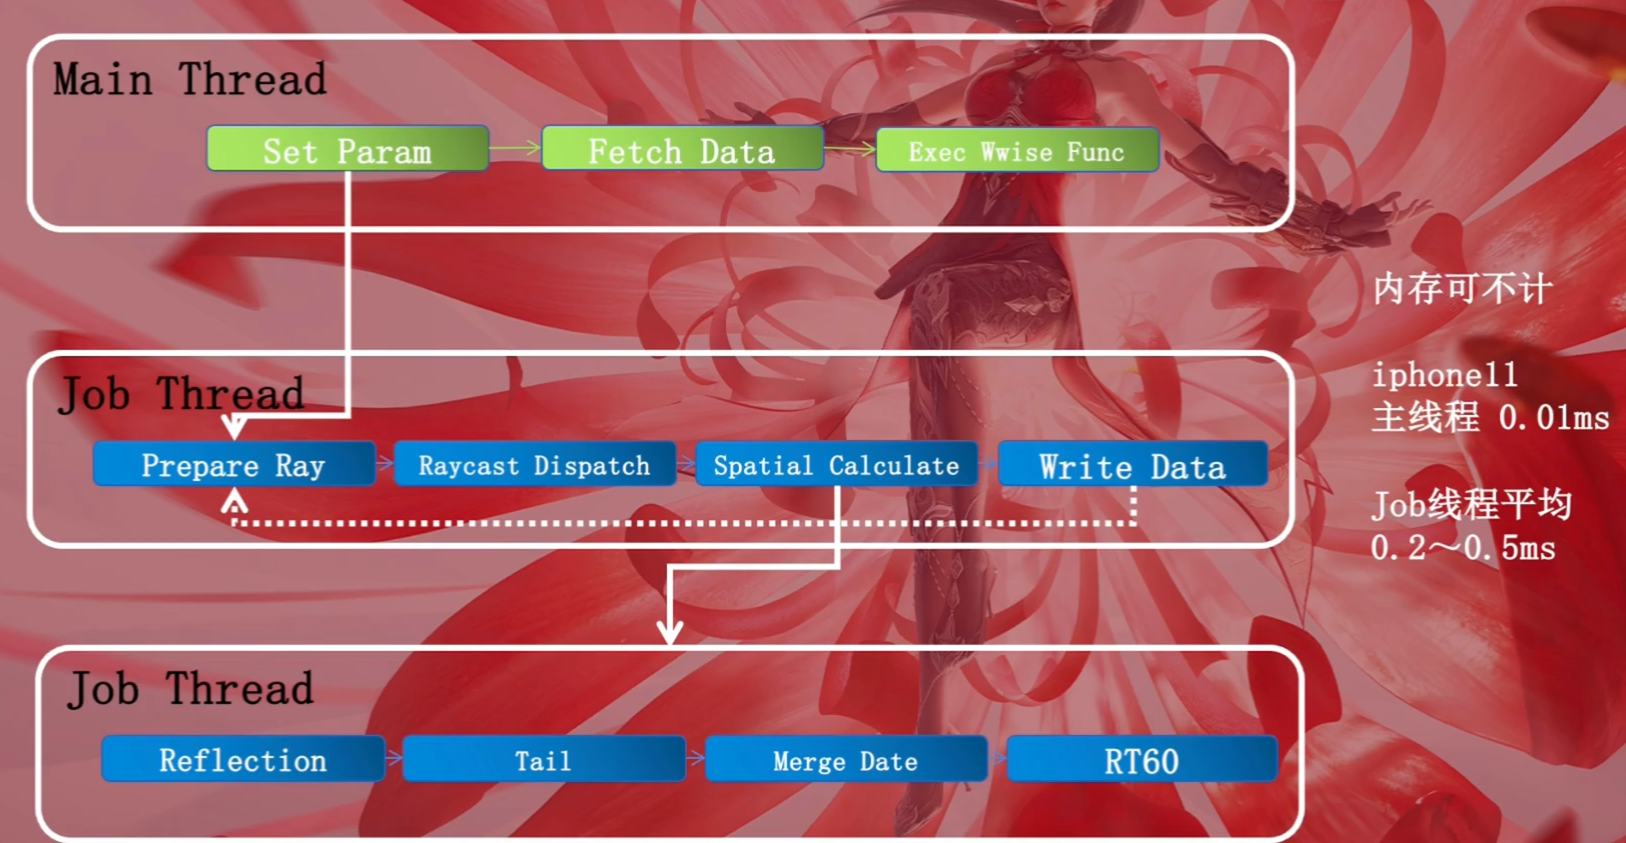 Main Thread
Set Param
Fetch Data
Exec Wwise Func
内存可不计
iphone11
主线程 0.01ms
Job Thread
Prepare Ray
Raycast Dispatch
Spatial Calculate
Write Data
Job线程平均
0.2～0.5ms
Job Thread
Reflection
Tail
Merge Date
RT60